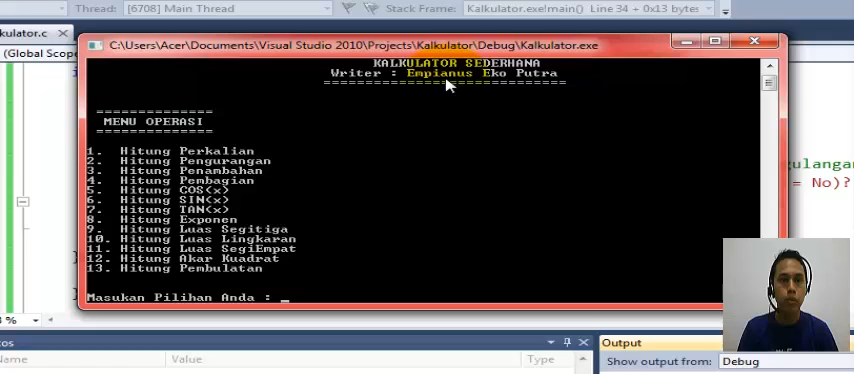 [6708] Main Thread
Stack Frame:
Kalkulator.exe!main() Line 34 + 0x13 bytes
kulator.c
(Global Scope
C:\Users\Acer\Documents\Visual Studio 2010\Projects\Kalkulator\Debug\Kalkulator.exe
KALKULATOR SEDERHANA
Writer : Empianus Eko Putra
==============================
==============
MENU OPERASI
==============
1. Hitung Perkalian
2. Hitung Pengurangan
3. Hitung Penambahan
4. Hitung Pembagian
5. Hitung COS(x)
6. Hitung SIN(x)
7. Hitung TAN(x)
8. Hitung Exponen
9. Hitung Luas Segitiga
10. Hitung Luas Lingkaran
11. Hitung Luas SegiEmpat
12. Hitung Akar Kuadrat
13. Hitung Pembulatan
Masukan Pilihan Anda : _
gulangan
= No)?
%
os
Name
Value
Type
Output
Show output from: Debug